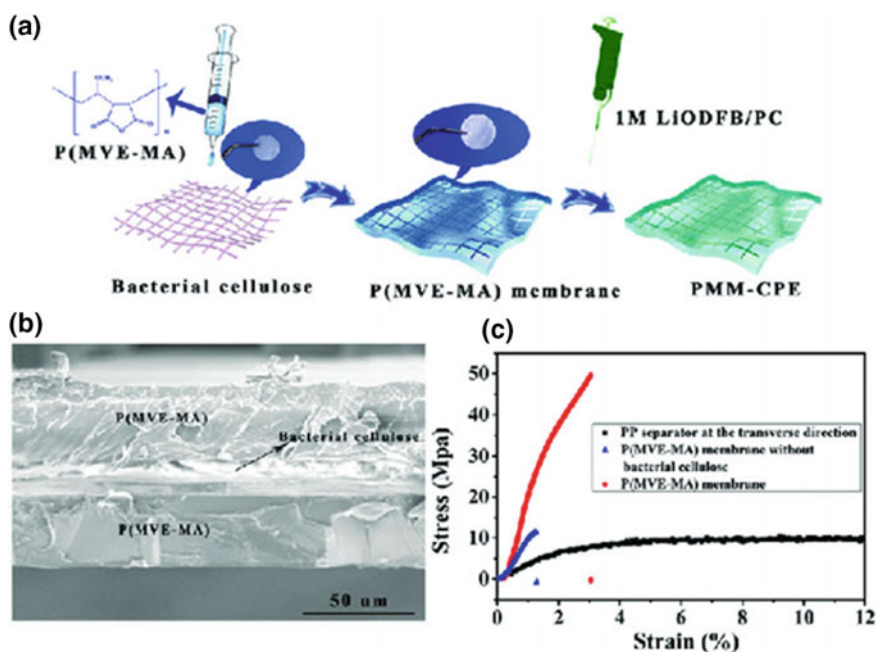 (a)
1M LiODFB/PC
P(MVE-MA)
Bacterial cellulose
P(MVE-MA) membrane
PMM-CPE
(b)
P(MVE-MA)
Bacterial cellulose
P(MVE-MA)
50 um
(c)
Stress (Mpa)
50
40
30
20
10
0
PP separator at the transverse direction
P(MVE-MA) membrane without
bacterial cellulose
P(MVE-MA) membrane
0 2 4 6 8 10 12
Strain (%)